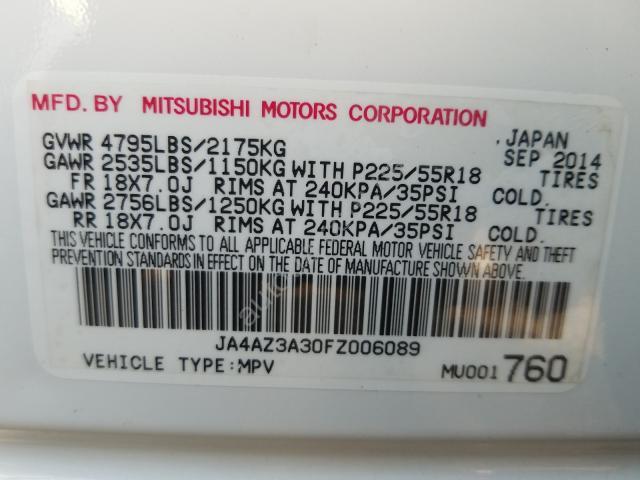 MFD. BY MITSUBISHI MOTORS CORPORATION
GVWR 4795LBS/2175KG JAPAN
GAWR 2535LBS/1150KG WITH P225/55R18 SEP 2014
FR 18X7.0J RIMS AT 240KPA/35PSI TIRES COLD.
GAWR 2756LBS/1250KG WITH P225/55R18 TIRES
RR 18X7.0J RIMS AT 240KPA/35PSI COLD.
THIS VEHICLE CONFORMS TO ALL APPLICABLE FEDERAL MOTOR VEHICLE SAFETY AND THEFT
PREVENTION STANDARDS IN EFFECT ON THE DATE OF MANUFACTURE SHOWN ABOVE.
JA4AZ3A30FZ006089
VEHICLE TYPE:MPV MU001760